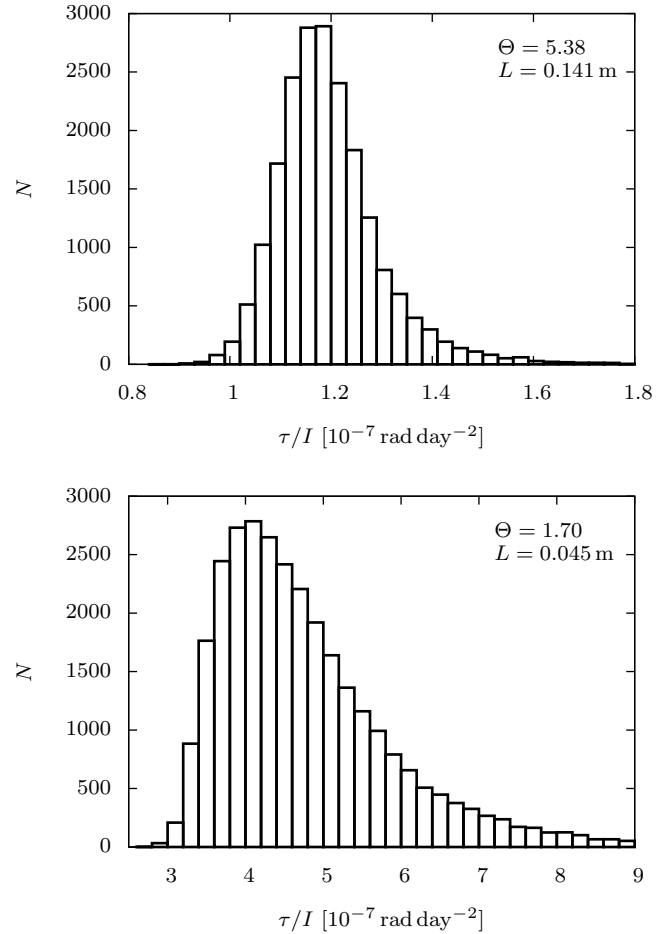 3000
2500
2000
1500
1000
500
0
N
Θ = 5.38
L = 0.141 m
0.8 1 1.2 1.4 1.6 1.8
τ/I [10⁻⁷ rad day⁻²]
3000
2500
2000
1500
1000
500
0
N
Θ = 1.70
L = 0.045 m
3 4 5 6 7 8 9
τ/I [10⁻⁷ rad day⁻²]